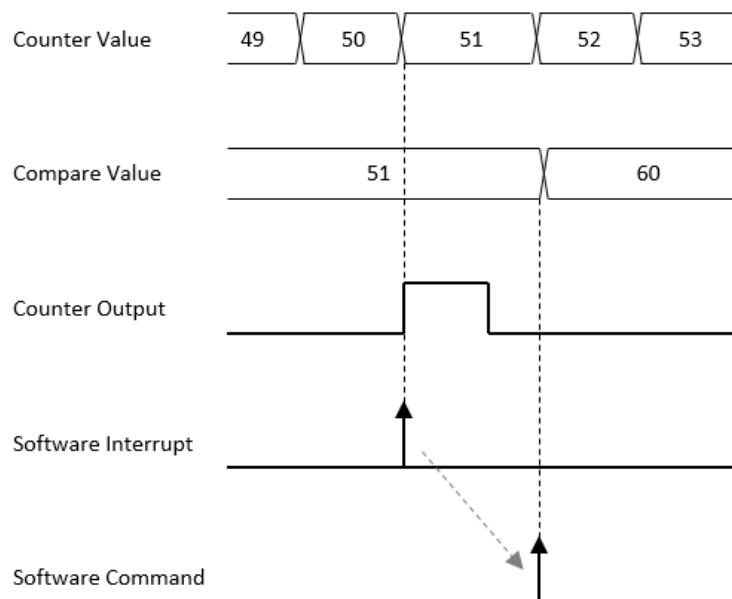 Counter Value 49 50 51 52 53
Compare Value 51 60
Counter Output
Software Interrupt
Software Command